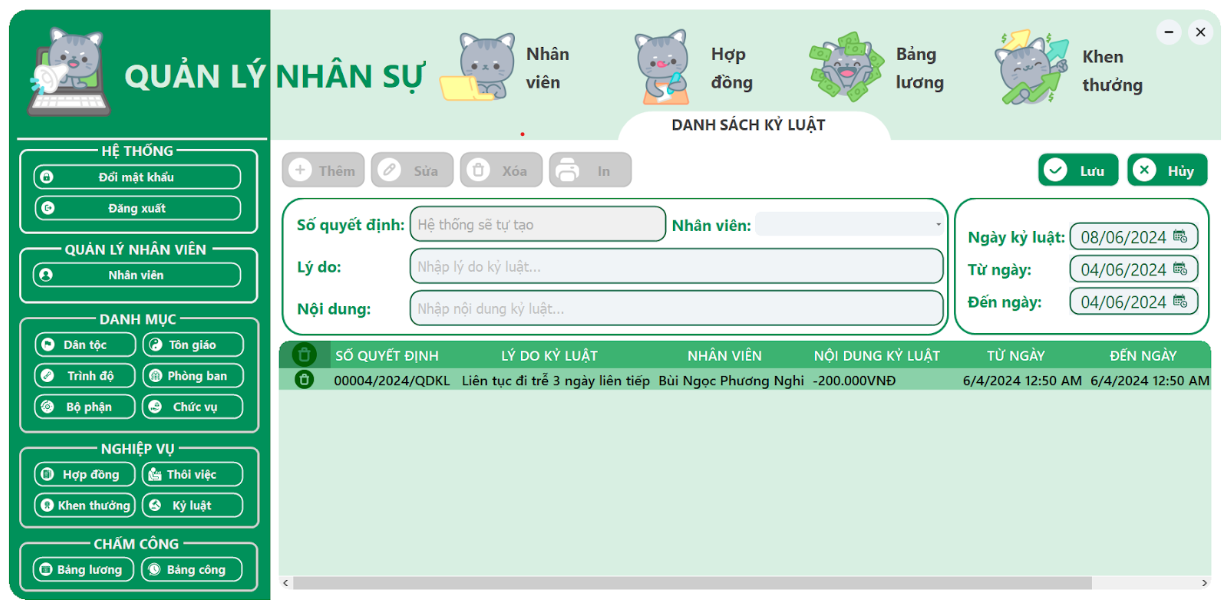 QUẢN LÝ NHÂN SỰ
Nhân viên
Hợp đồng
Bảng lương
Khen thưởng
DANH SÁCH KỶ LUẬT
HỆ THỐNG
Đổi mật khẩu
Đăng xuất
QUẢN LÝ NHÂN VIÊN
Nhân viên
DANH MỤC
Dân tộc
Tôn giáo
Trình độ
Phòng ban
Bộ phận
Chức vụ
NGHIỆP VỤ
Hợp đồng
Thôi việc
Khen thưởng
Kỷ luật
CHẤM CÔNG
Bảng lương
Bảng công
Thêm
Sửa
Xóa
In
Lưu
Hủy
Số quyết định: Hệ thống sẽ tự tạo
Nhân viên:
Lý do: Nhập lý do kỷ luật...
Nội dung: Nhập nội dung kỷ luật...
Ngày kỷ luật: 08/06/2024
Từ ngày: 04/06/2024
Đến ngày: 04/06/2024
SỐ QUYẾT ĐỊNH LÝ DO KỶ LUẬT NHÂN VIÊN NỘI DUNG KỶ LUẬT TỪ NGÀY ĐẾN NGÀY
00004/2024/QDKL Liên tục đi trễ 3 ngày liên tiếp Bùi Ngọc Phương Nghi -200.000VNĐ 6/4/2024 12:50 AM 6/4/2024 12:50 AM